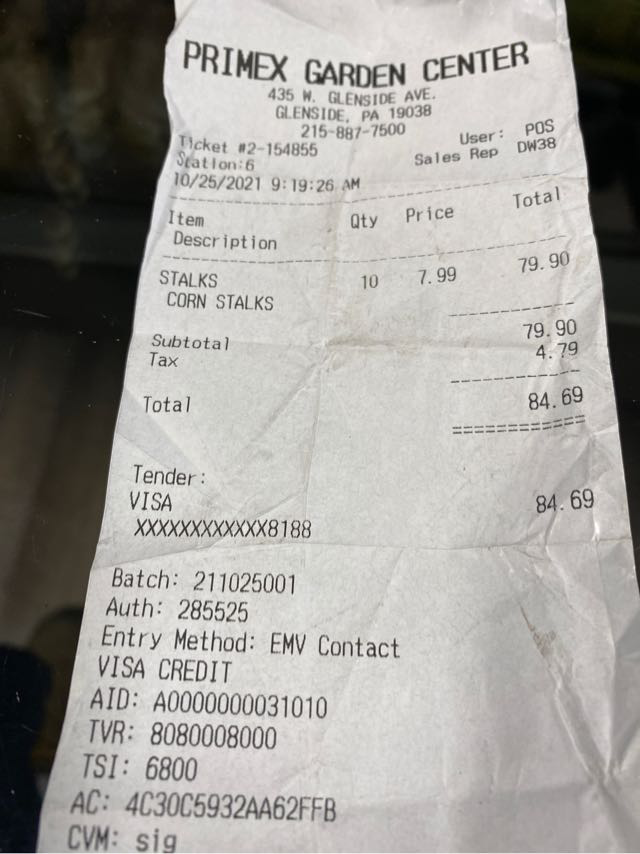 PRIMEX GARDEN CENTER
435 W. GLENSIDE AVE.
GLENSIDE, PA 19038
215-887-7500
Ticket #2-154855 User: POS
Station:6 Sales Rep DW38
10/25/2021 9:19:26 AM
Item Qty Price Total
Description
STALKS 10 7.99 79.90
CORN STALKS
Subtotal 79.90
Tax 4.79
Total 84.69
Tender:
VISA 84.69
XXXXXXXXXXXX8188
Batch: 211025001
Auth: 285525
Entry Method: EMV Contact
VISA CREDIT
AID: A0000000031010
TVR: 8080008000
TSI: 6800
AC: 4C30C5932AA62FFB
CVM: sig